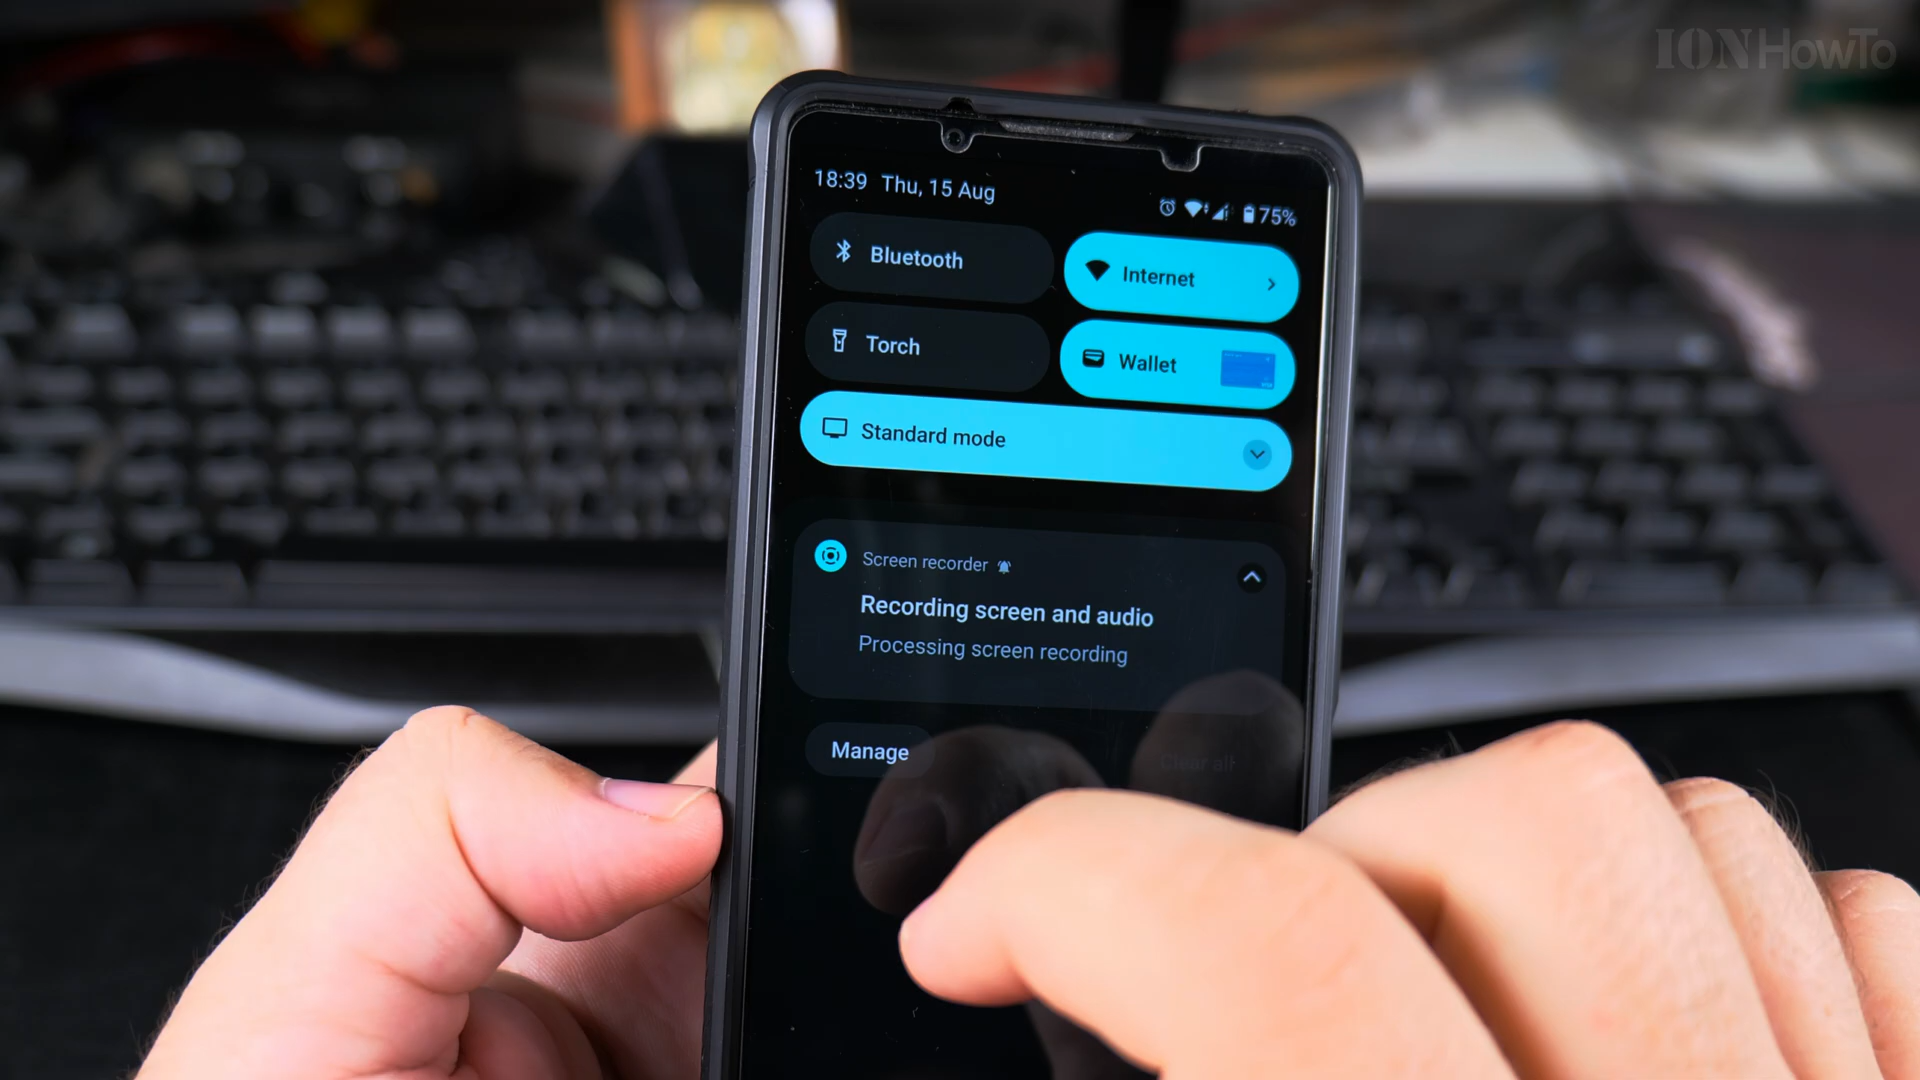 IONHowTo
18:39 Thu, 15 Aug
75%
Bluetooth
Internet
Torch
Wallet
Standard mode
Screen recorder
Recording screen and audio
Processing screen recording
Manage
Clear all